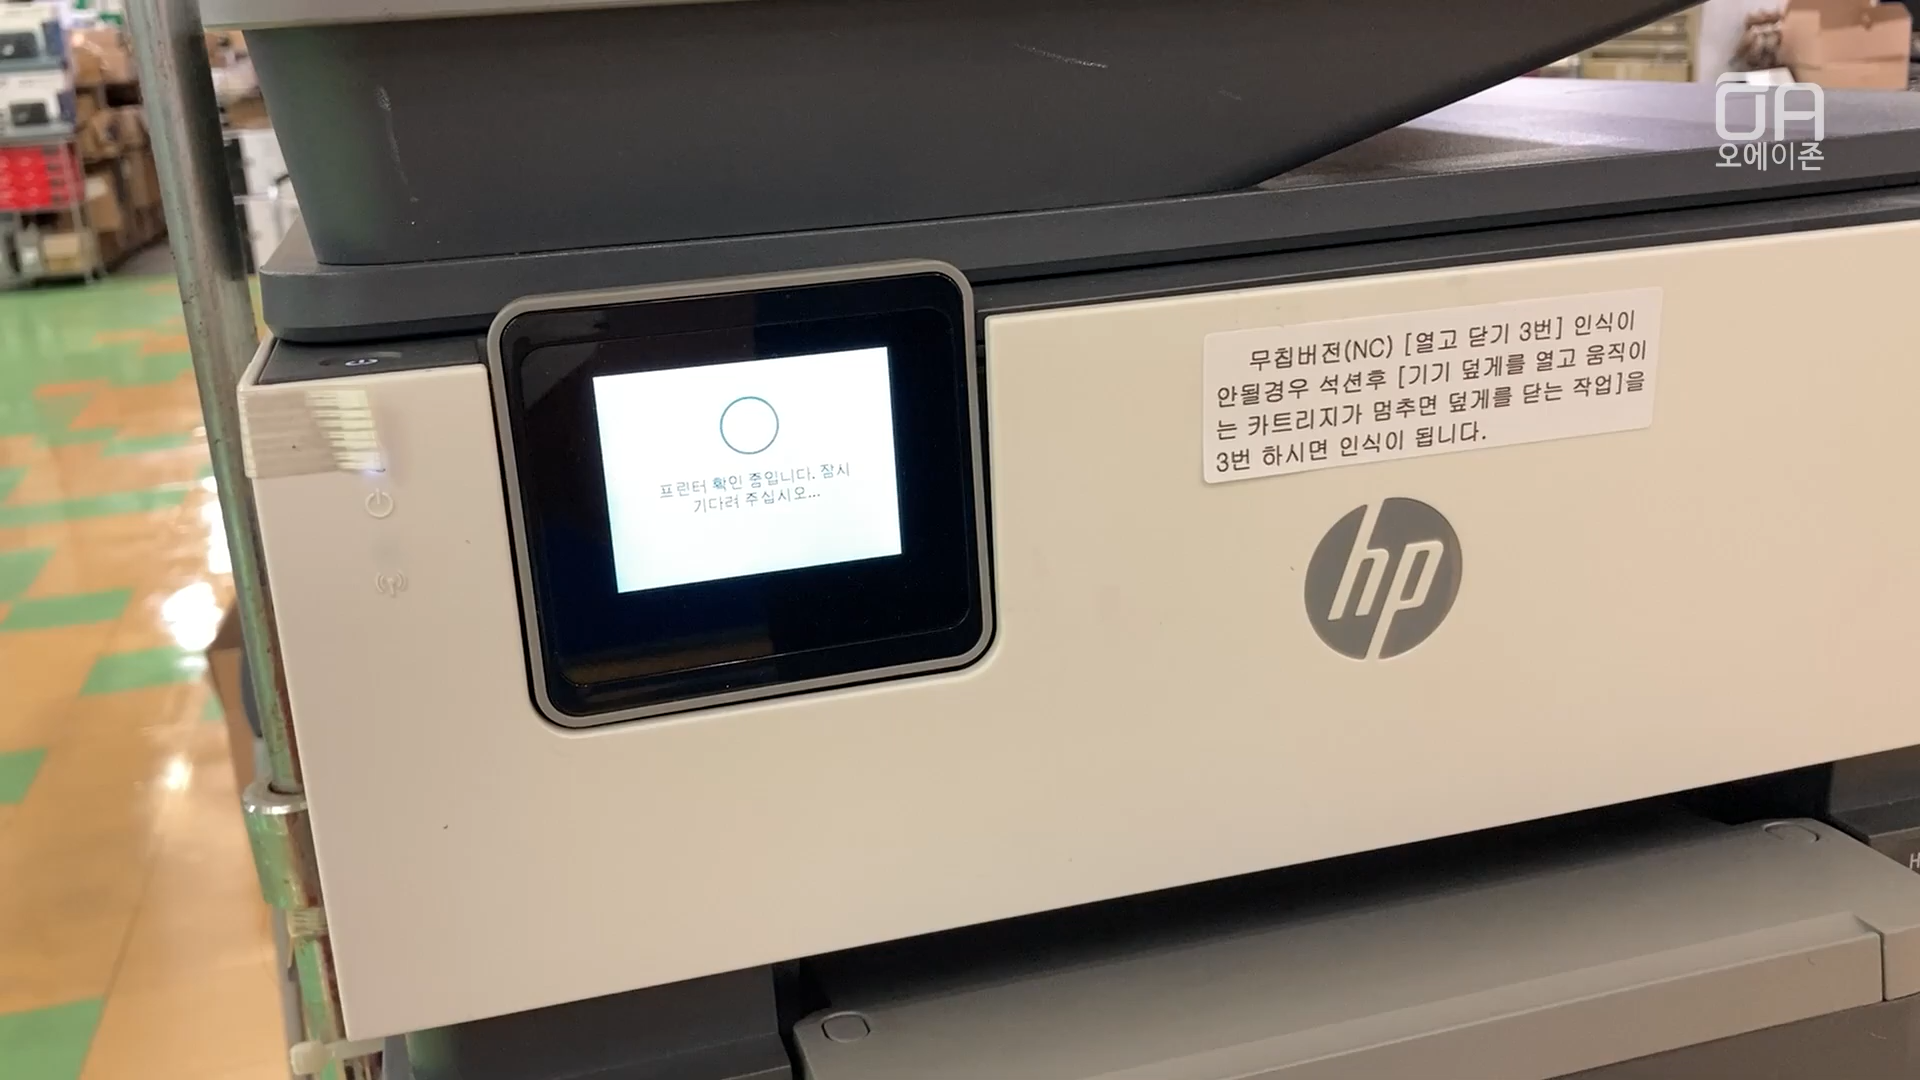 OA
오에이존
무칩버전(NC) [열고 닫기 3번] 인식이
안될경우 석션후 [기기 덮게를 열고 움직이
는 카트리지가 멈추면 덮게를 닫는 작업]을
3번 하시면 인식이 됩니다.
프린터 확인 중입니다. 잠시
기다려 주십시오...
hp